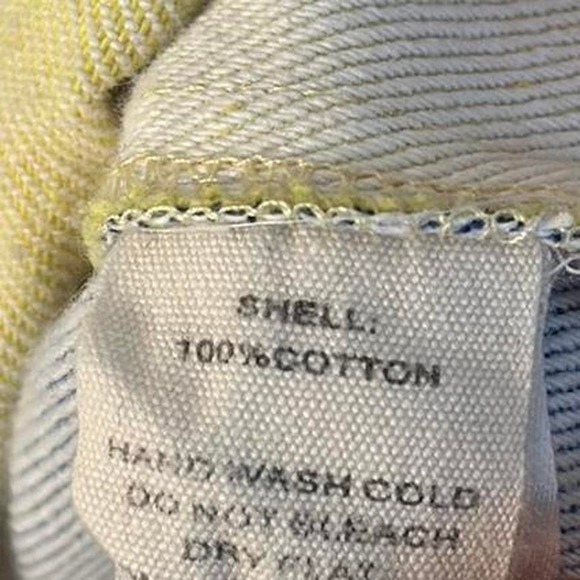 SHELL:
100%COTTON
HAND WASH COLD
DO NOT BLEACH
DRY FLAT